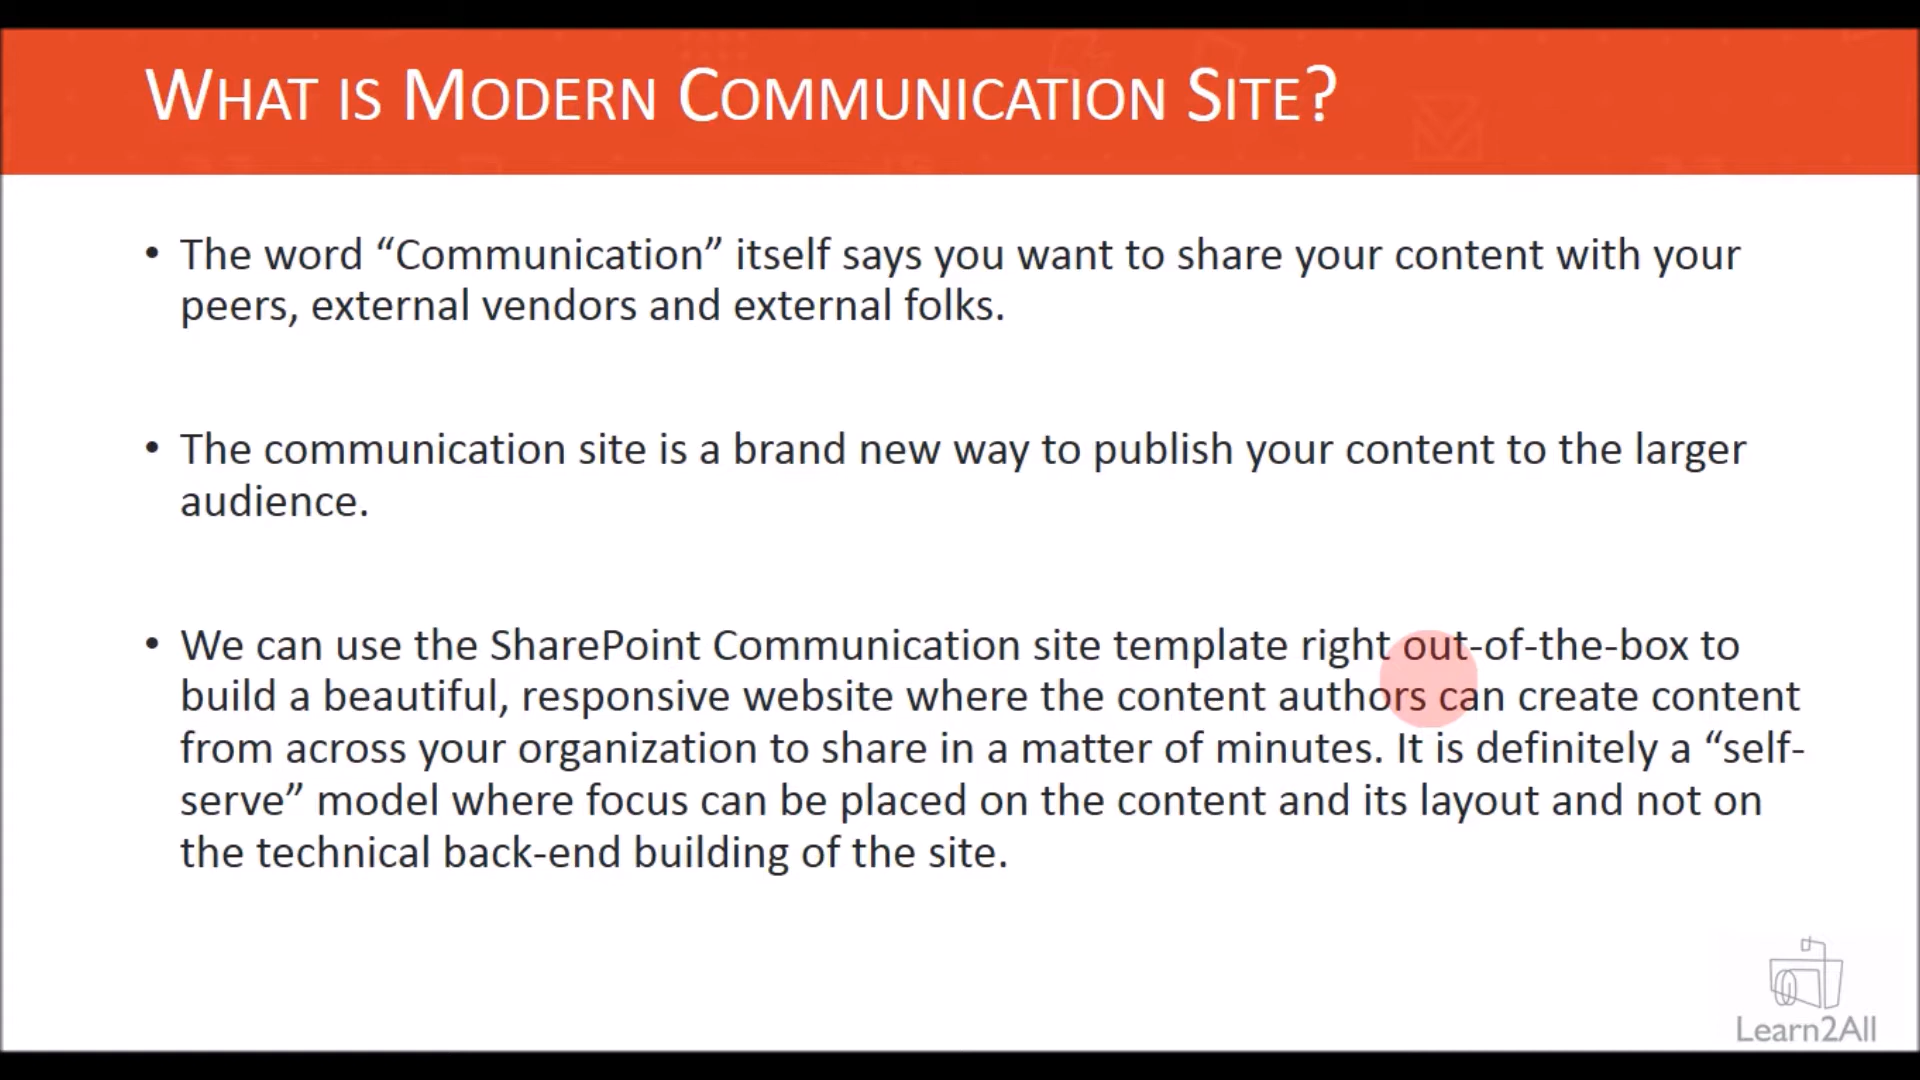 WHAT IS MODERN COMMUNICATION SITE?
• The word “Communication” itself says you want to share your content with your
peers, external vendors and external folks.
• The communication site is a brand new way to publish your content to the larger
audience.
• We can use the SharePoint Communication site template right out-of-the-box to
build a beautiful, responsive website where the content authors can create content
from across your organization to share in a matter of minutes. It is definitely a “self-
serve” model where focus can be placed on the content and its layout and not on
the technical back-end building of the site.
Learn2All